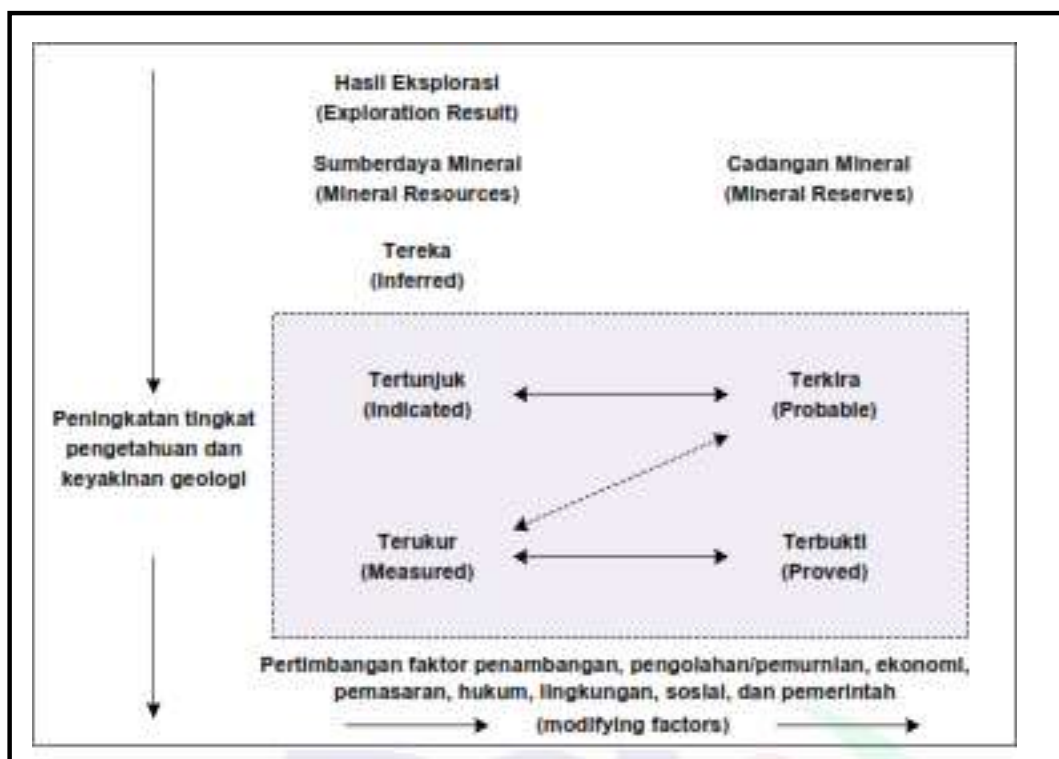 Hasil Eksplorasi
(Exploration Result)
Sumberdaya Mineral
(Mineral Resources)
Cadangan Mineral
(Mineral Reserves)
Tereka
(Inferred)
Tertunjuk
(Indicated)
Terkira
(Probable)
Peningkatan tingkat
pengetahuan dan
keyakinan geologi
Terukur
(Measured)
Terbukti
(Proved)
Pertimbangan faktor penambangan, pengolahan/pemurnian, ekonomi,
pemasaran, hukum, lingkungan, sosial, dan pemerintah
(modifying factors)